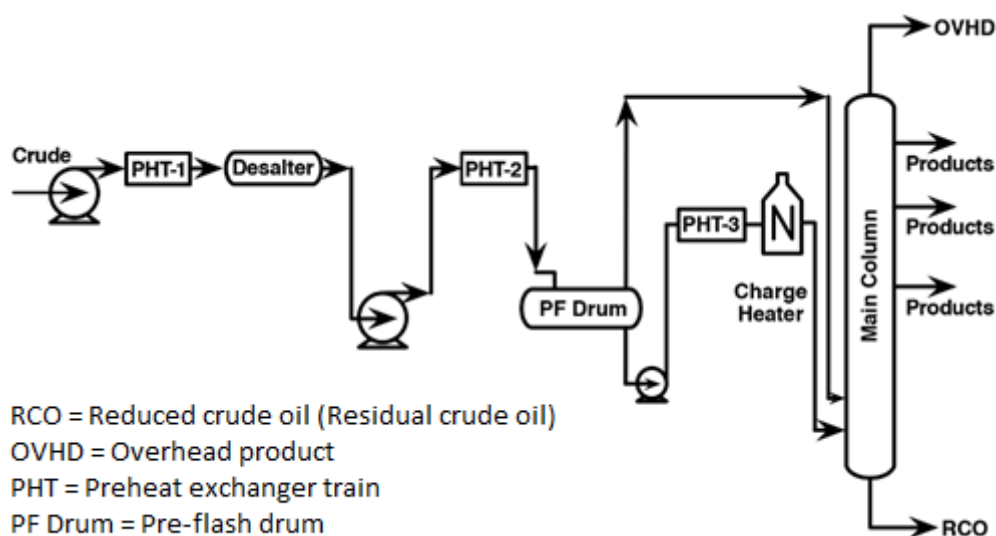 OVHD
Crude
PHT-1
Desalter
PHT-2
Products
Products
PHT-3
Main Column
PF Drum
Charge
Heater
Products
RCO = Reduced crude oil (Residual crude oil)
OVHD = Overhead product
PHT = Preheat exchanger train
PF Drum = Pre-flash drum
RCO